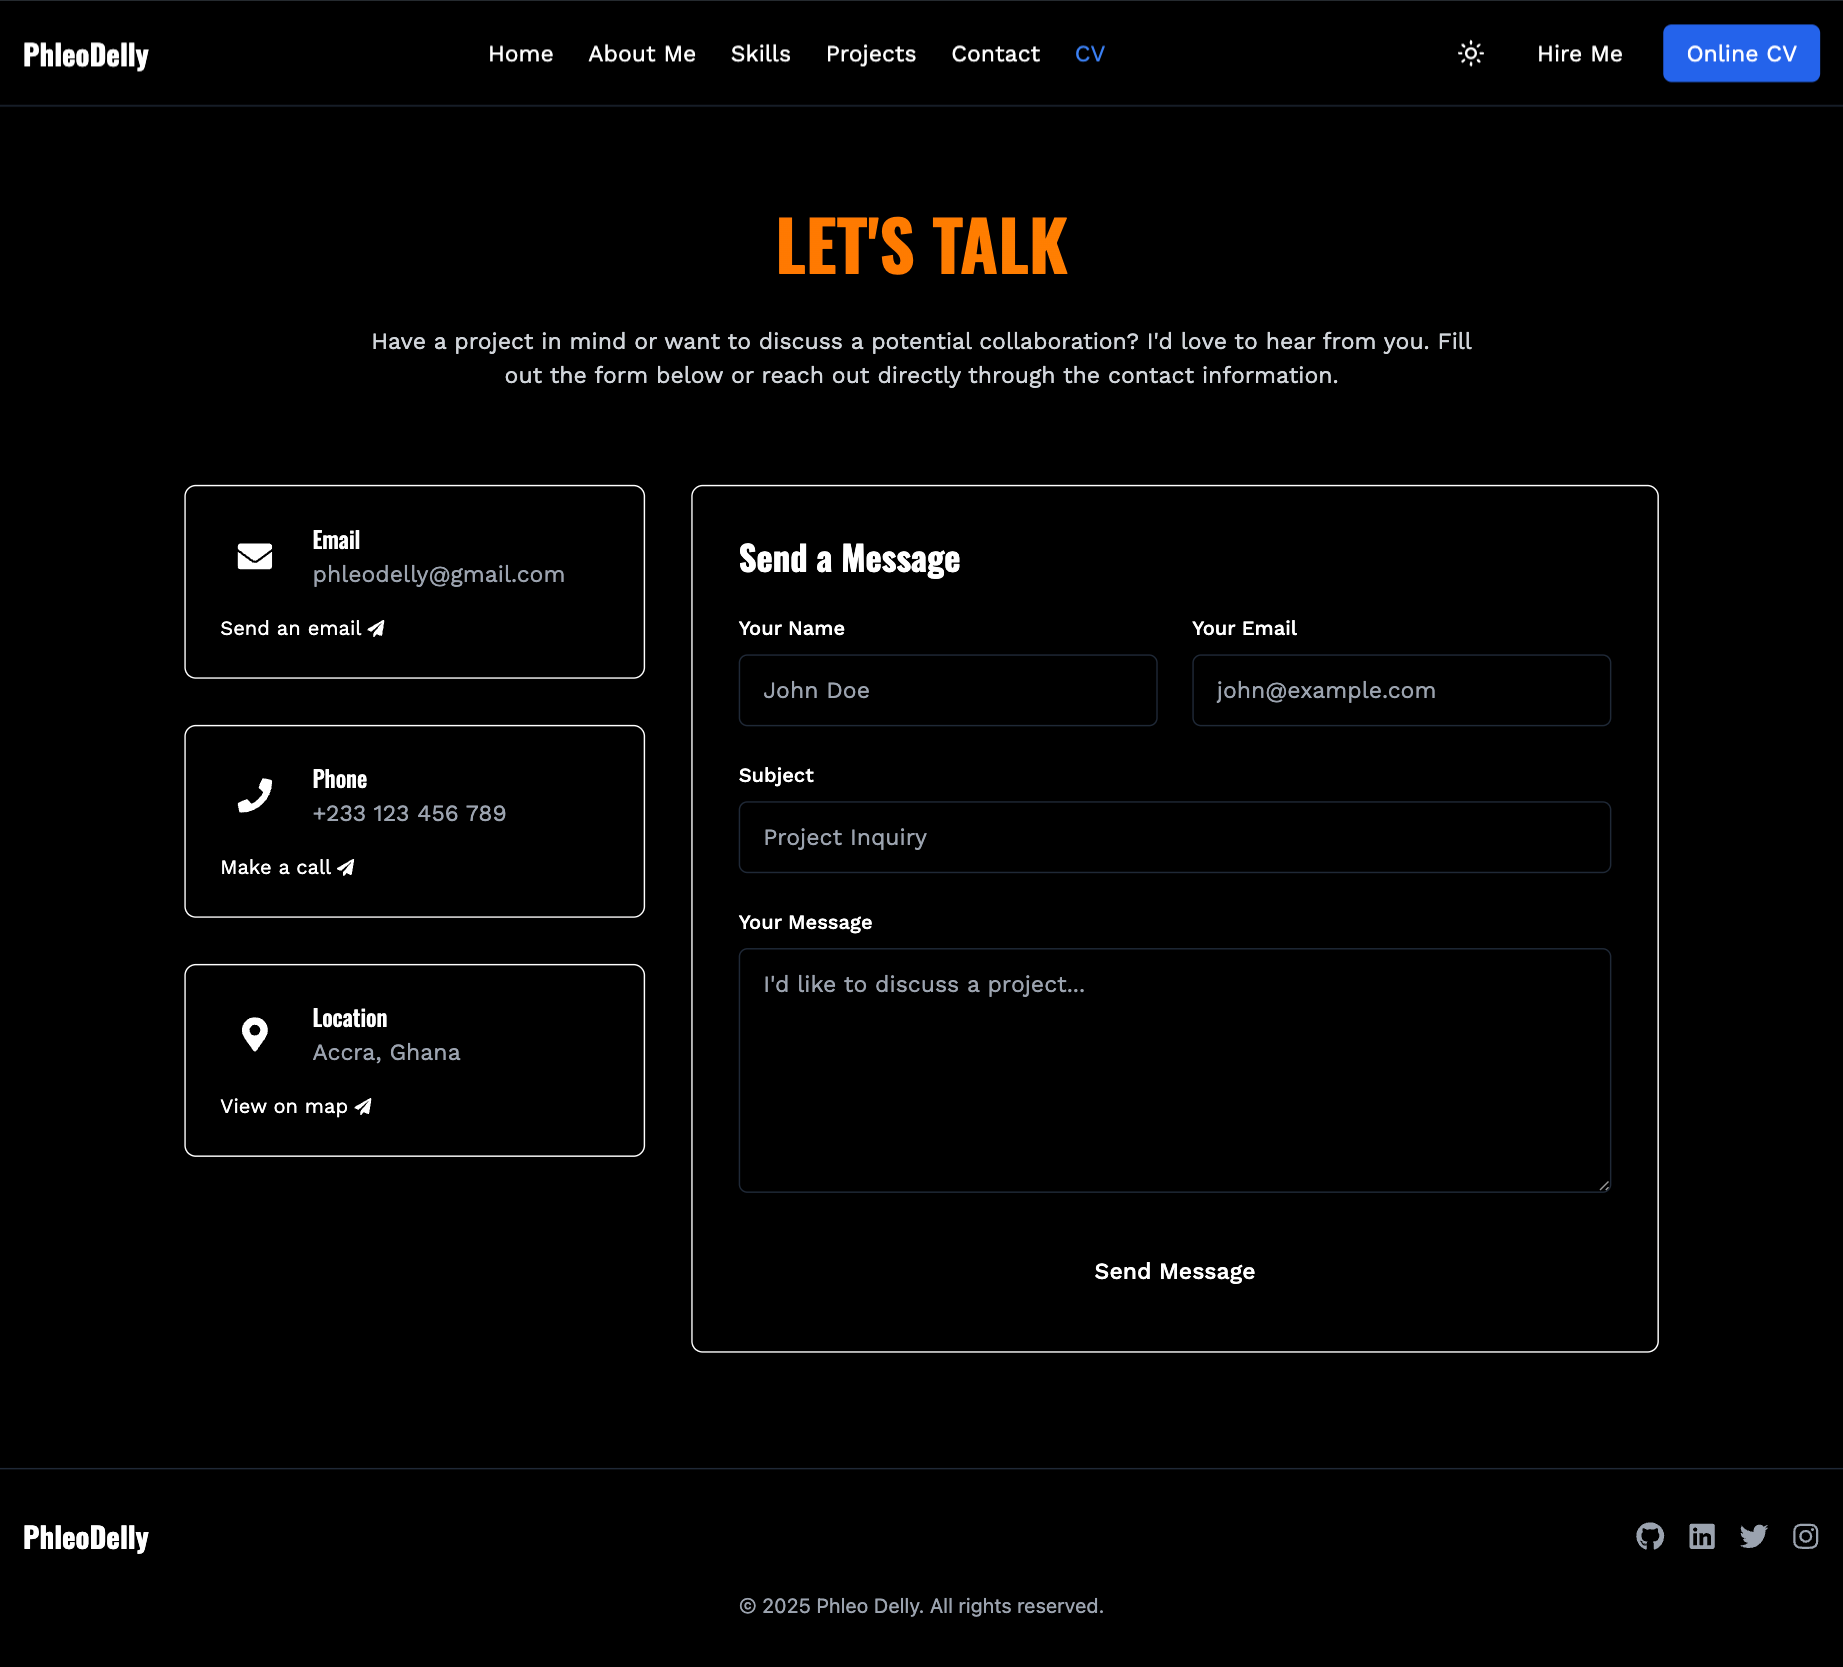 PhleoDelly
Home
About Me
Skills
Projects
Contact
CV
Hire Me
Online CV
LET'S TALK
Have a project in mind or want to discuss a potential collaboration? I'd love to hear from you. Fill
out the form below or reach out directly through the contact information.
Email
phleodelly@gmail.com
Send an email
Phone
+233 123 456 789
Make a call
Location
Accra, Ghana
View on map
Send a Message
Your Name
John Doe
Your Email
john@example.com
Subject
Project Inquiry
Your Message
I'd like to discuss a project...
Send Message
PhleoDelly
© 2025 Phleo Delly. All rights reserved.